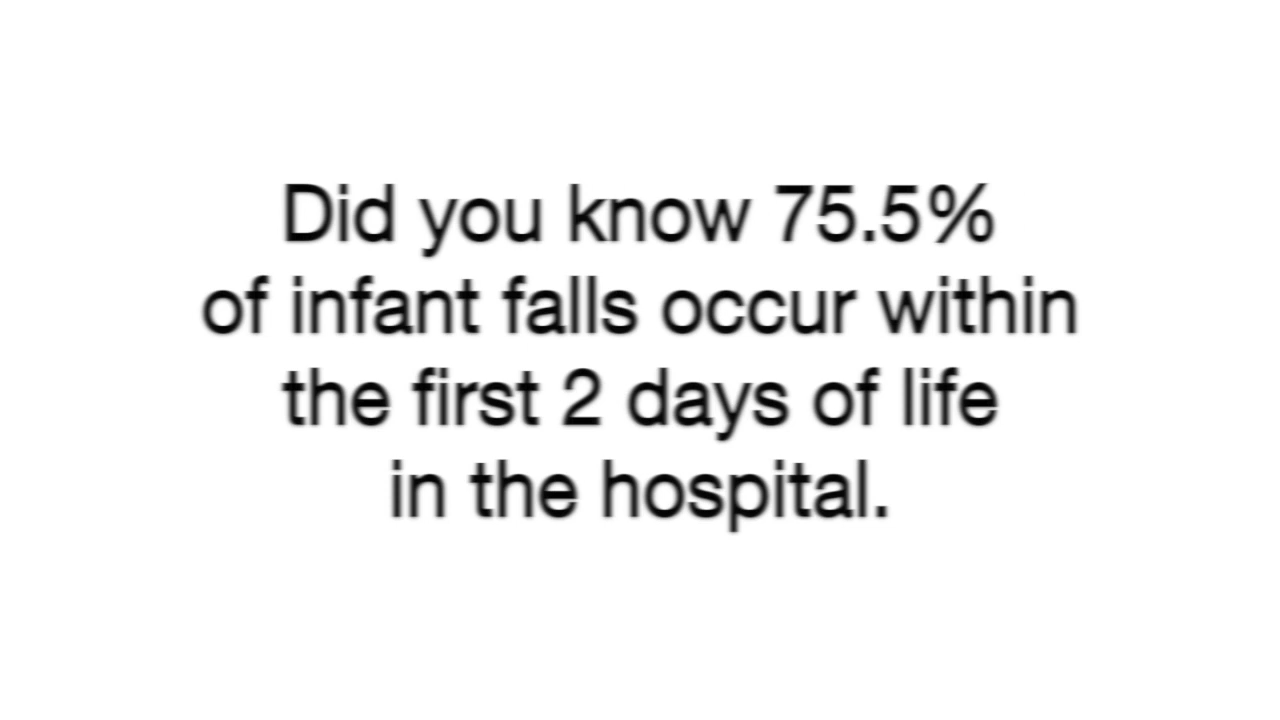 Did you know 75.5%
of infant falls occur within
the first 2 days of life
in the hospital.